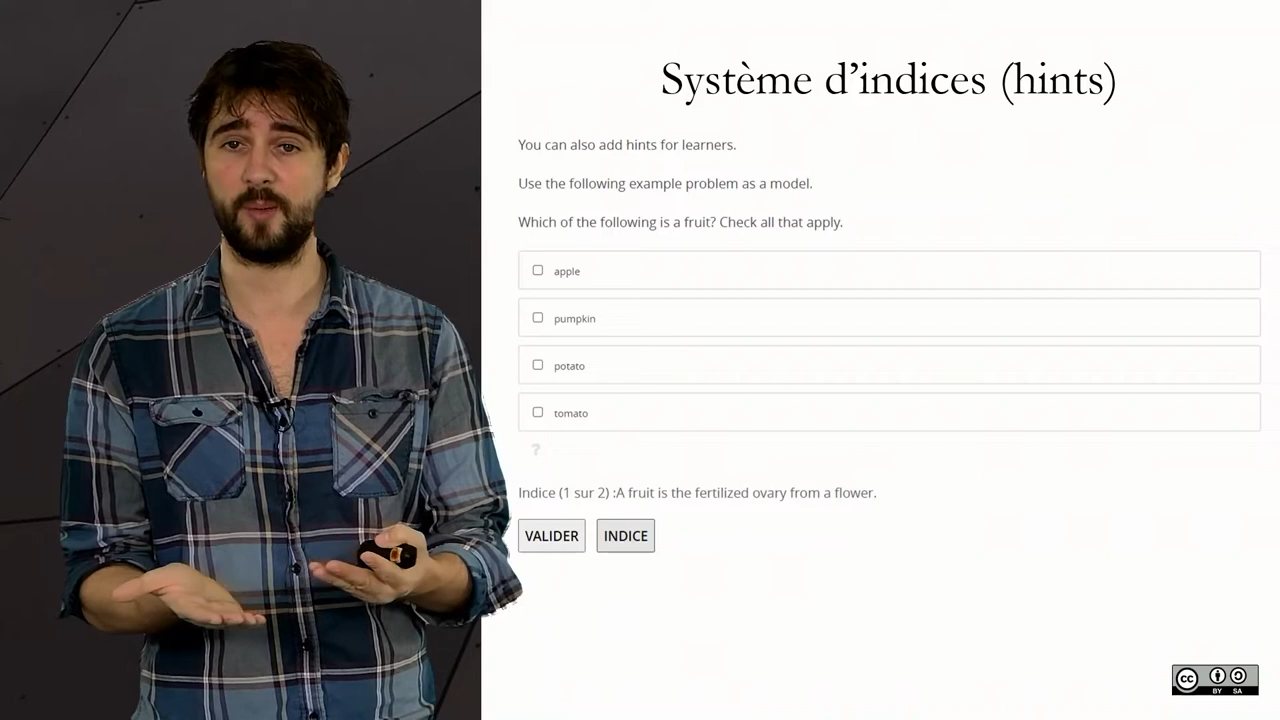 Système d’indices (hints)
You can also add hints for learners.
Use the following example problem as a model.
Which of the following is a fruit? Check all that apply.
apple
pumpkin
potato
tomato
?
Indice (1 sur 2) :A fruit is the fertilized ovary from a flower.
VALIDER INDICE
cc
BY SA